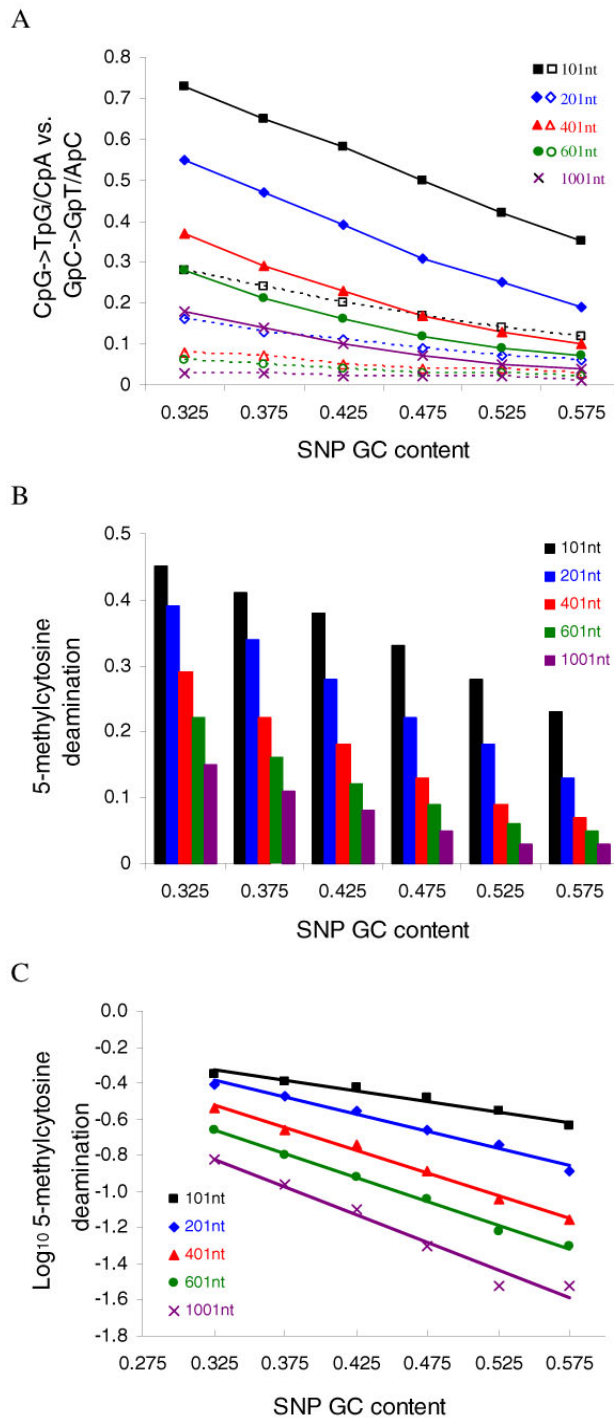 A
0.8
0.7
0.6
0.5
0.4
0.3
0.2
0.1
0
CpG->TpG/CpA vs.
GpC->GpT/ApC
101nt
201nt
401nt
601nt
1001nt
0.325 0.375 0.425 0.475 0.525 0.575
SNP GC content
B
0.5
0.4
0.3
0.2
0.1
0
5-methylcytosine
deamination
101nt
201nt
401nt
601nt
1001nt
0.325 0.375 0.425 0.475 0.525 0.575
SNP GC content
C
0.0
-0.2
-0.4
-0.6
-0.8
-1.0
-1.2
-1.4
-1.6
-1.8
Log10 5-methylcytosine
deamination
101nt
201nt
401nt
601nt
1001nt
0.275 0.325 0.375 0.425 0.475 0.525 0.575
SNP GC content